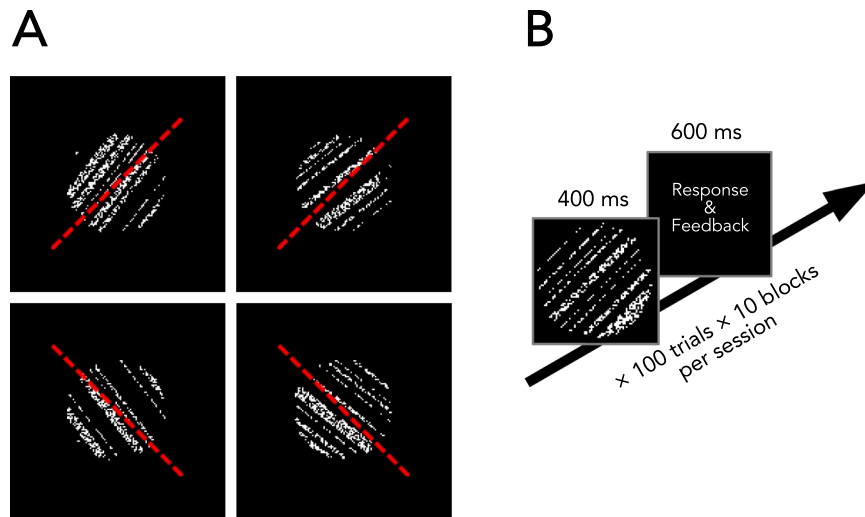 A
B
600 ms
400 ms
Response
&
Feedback
× 100 trials × 10 blocks
per session